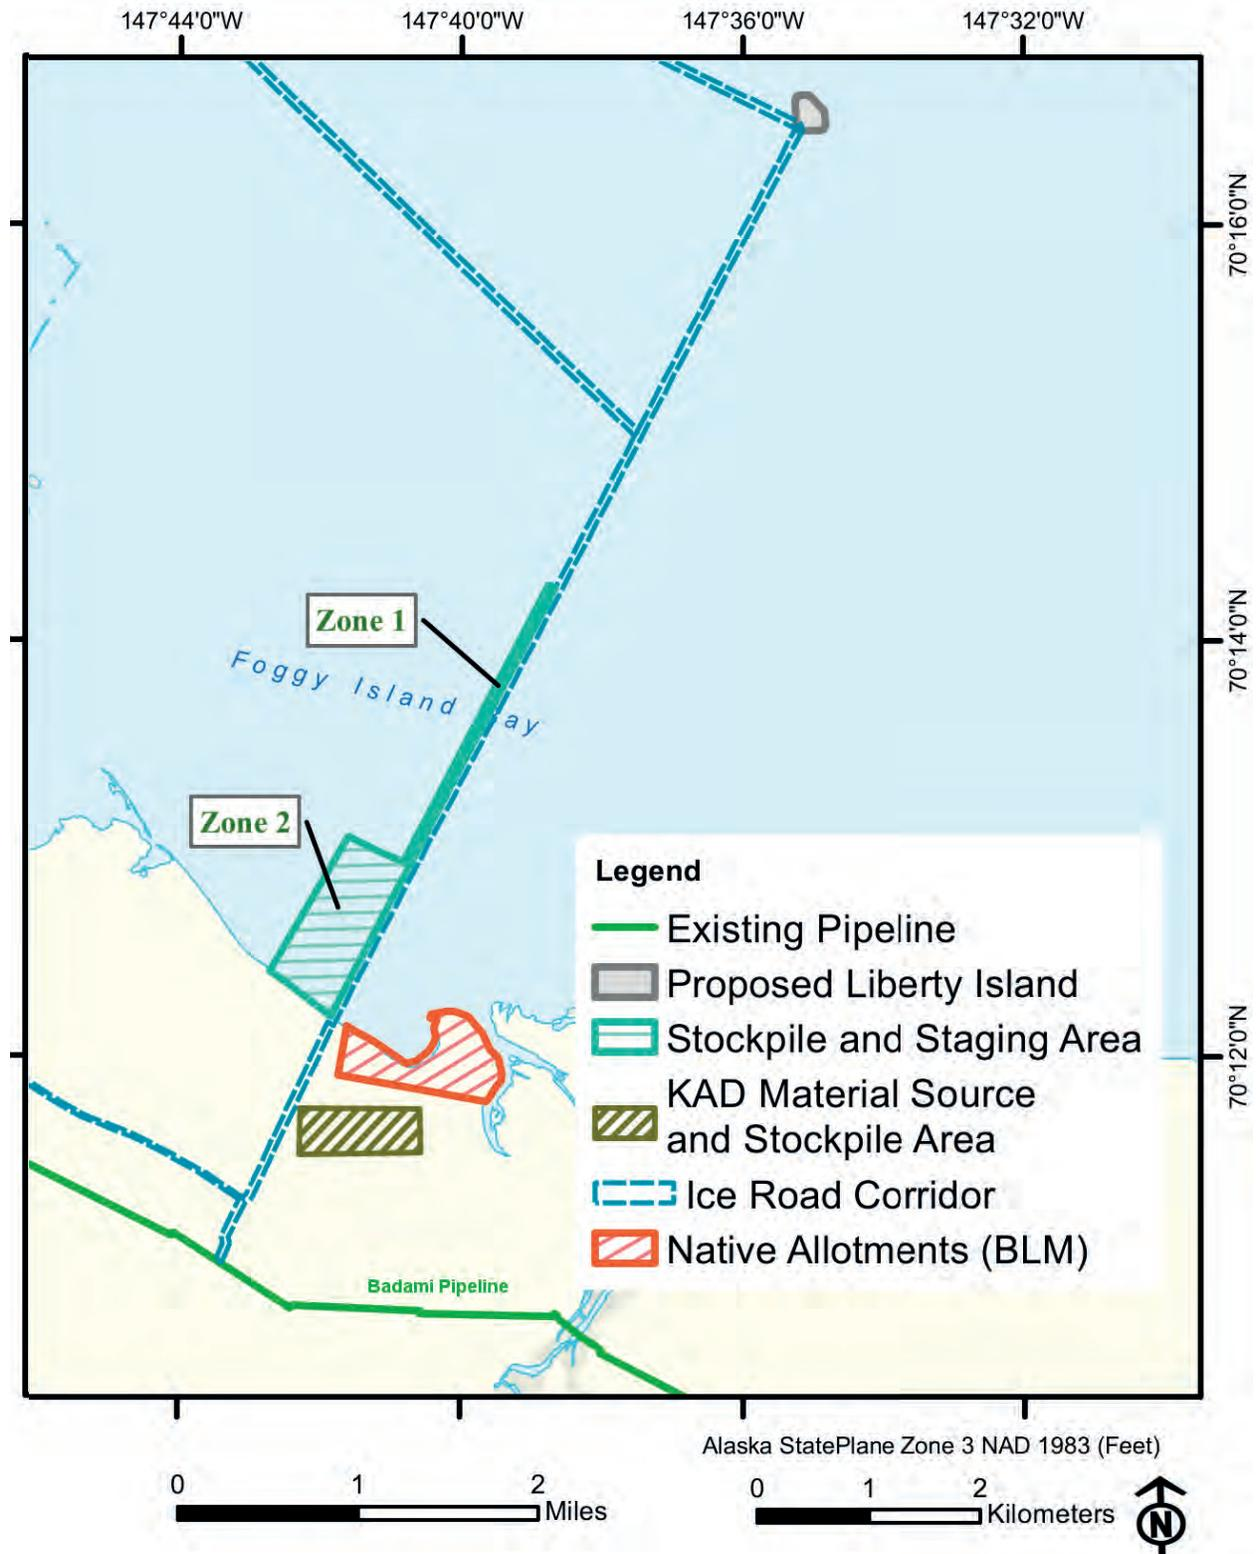 147°44'0"W 147°40'0"W 147°36'0"W 147°32'0"W
70°16'0"N
Zone 1
70°14'0"N
Foggy Island ay
Zone 2
Legend
Existing Pipeline
Proposed Liberty Island
Stockpile and Staging Area
70°12'0"N
KAD Material Source
and Stockpile Area
Ice Road Corridor
Native Allotments (BLM)
Badami Pipeline
Alaska StatePlane Zone 3 NAD 1983 (Feet)
0 1 2
Miles
0 1 2
Kilometers
N